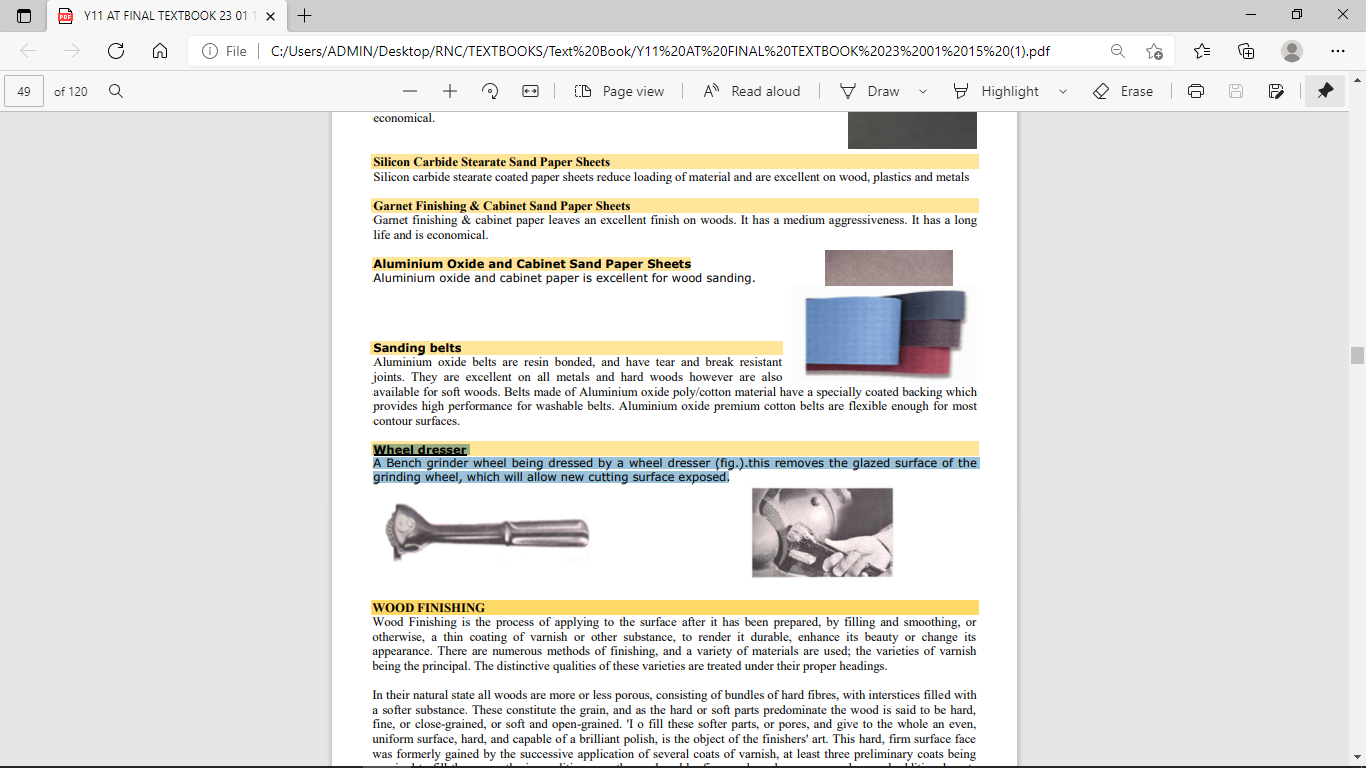 Y11 AT FINAL TEXTBOOK 23 01 1
File
C:/Users/ADMIN/Desktop/RNC/TEXTBOOKS/Text%20Book/Y11%20AT%20FINAL%20TEXTBOOK%2023%2001%2015%20(1).pdf
49 of 120
Page view
Read aloud
Draw
Highlight
Erase
economical.
Silicon Carbide Stearate Sand Paper Sheets
Silicon carbide stearate coated paper sheets reduce loading of material and are excellent on wood, plastics and metals
Garnet Finishing & Cabinet Sand Paper Sheets
Garnet finishing & cabinet paper leaves an excellent finish on woods. It has a medium aggressiveness. It has a long
life and is economical.
Aluminium Oxide and Cabinet Sand Paper Sheets
Aluminium oxide and cabinet paper is excellent for wood sanding.
Sanding belts
Aluminium oxide belts are resin bonded, and have tear and break resistant
joints. They are excellent on all metals and hard woods however are also
available for soft woods. Belts made of Aluminium oxide poly/cotton material have a specially coated backing which
provides high performance for washable belts. Aluminium oxide premium cotton belts are flexible enough for most
contour surfaces.
Wheel dresser
A Bench grinder wheel being dressed by a wheel dresser (fig.).this removes the glazed surface of the
grinding wheel, which will allow new cutting surface exposed.
WOOD FINISHING
Wood Finishing is the process of applying to the surface after it has been prepared, by filling and smoothing, or
otherwise, a thin coating of varnish or other substance, to render it durable, enhance its beauty or change its
appearance. There are numerous methods of finishing, and a variety of materials are used; the varieties of varnish
being the principal. The distinctive qualities of these varieties are treated under their proper headings.
In their natural state all woods are more or less porous, consisting of bundles of hard fibres, with interstices filled with
a softer substance. These constitute the grain, and as the hard or soft parts predominate the wood is said to be hard,
fine, or close-grained, or soft and open-grained. 'I o fill these softer parts, or pores, and give to the whole an even,
uniform surface, hard, and capable of a brilliant polish, is the object of the finishers' art. This hard, firm surface face
was formerly gained by the successive application of several coats of varnish, at least three preliminary coats being